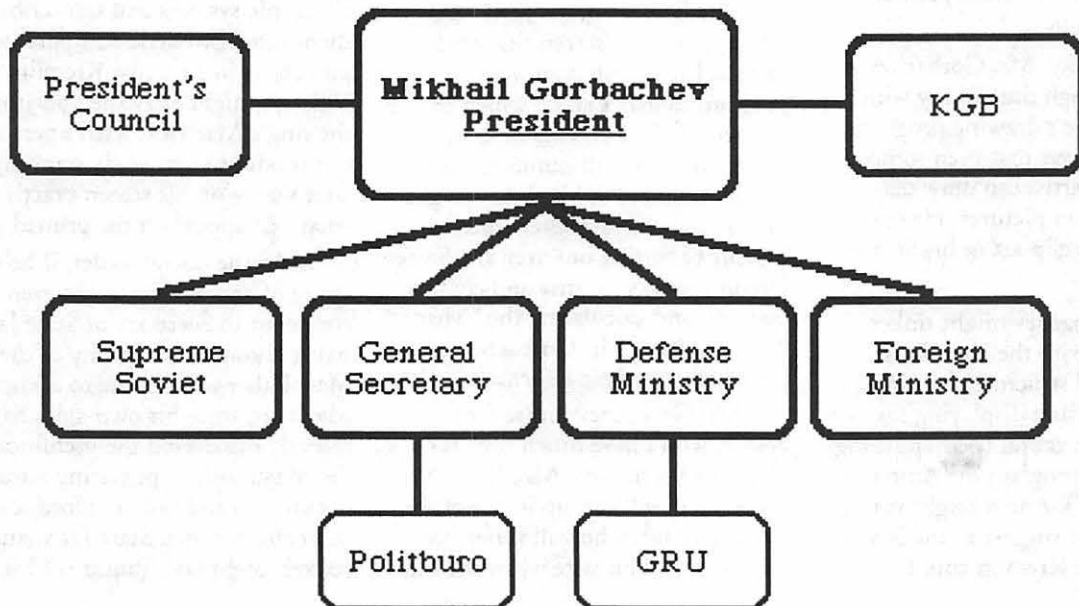 President's
Council
Mikhail Gorbachev
President
KGB
Supreme
Soviet
General
Secretary
Defense
Ministry
Foreign
Ministry
Politburo
GRU